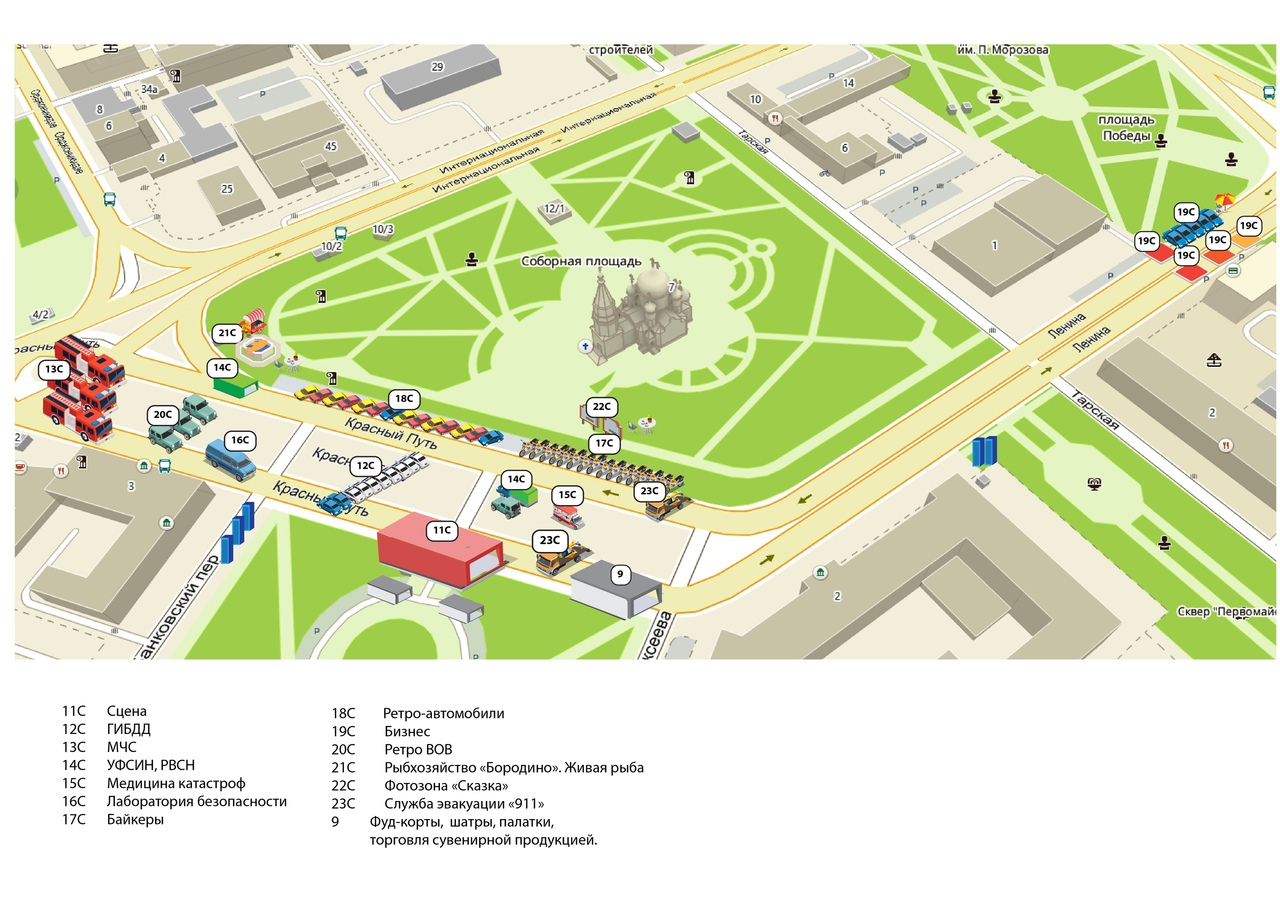 строителей
им. П. Морозова
29
34а
8
6
14
10
P
4
45
Интернациональная
Интернациональная
Интернациональная
Тарская
6
площадь
Победы
P
25
12/1
10/3
10/2
Соборная площадь
7
1
19С
19С
19С
19С
19С
4/2
21С
14С
13С
Ленина
Ленина
18С
22С
17С
20С
16С
Красный Путь
12С
14С
15С
23С
Тарская
2
3
11С
23С
9
2
Сквер "Первомайс
анковский пер
ксеева
11С Сцена
12С ГИБДД
13С МЧС
14С УФСИН, РВСН
15С Медицина катастроф
16С Лаборатория безопасности
17С Байкеры
18С Ретро-автомобили
19С Бизнес
20С Ретро ВОВ
21С Рыбхозяйство «Бородино». Живая рыба
22С Фотозона «Сказка»
23С Служба эвакуации «911»
9 Фуд-корты, шатры, палатки,
торговля сувенирной продукцией.